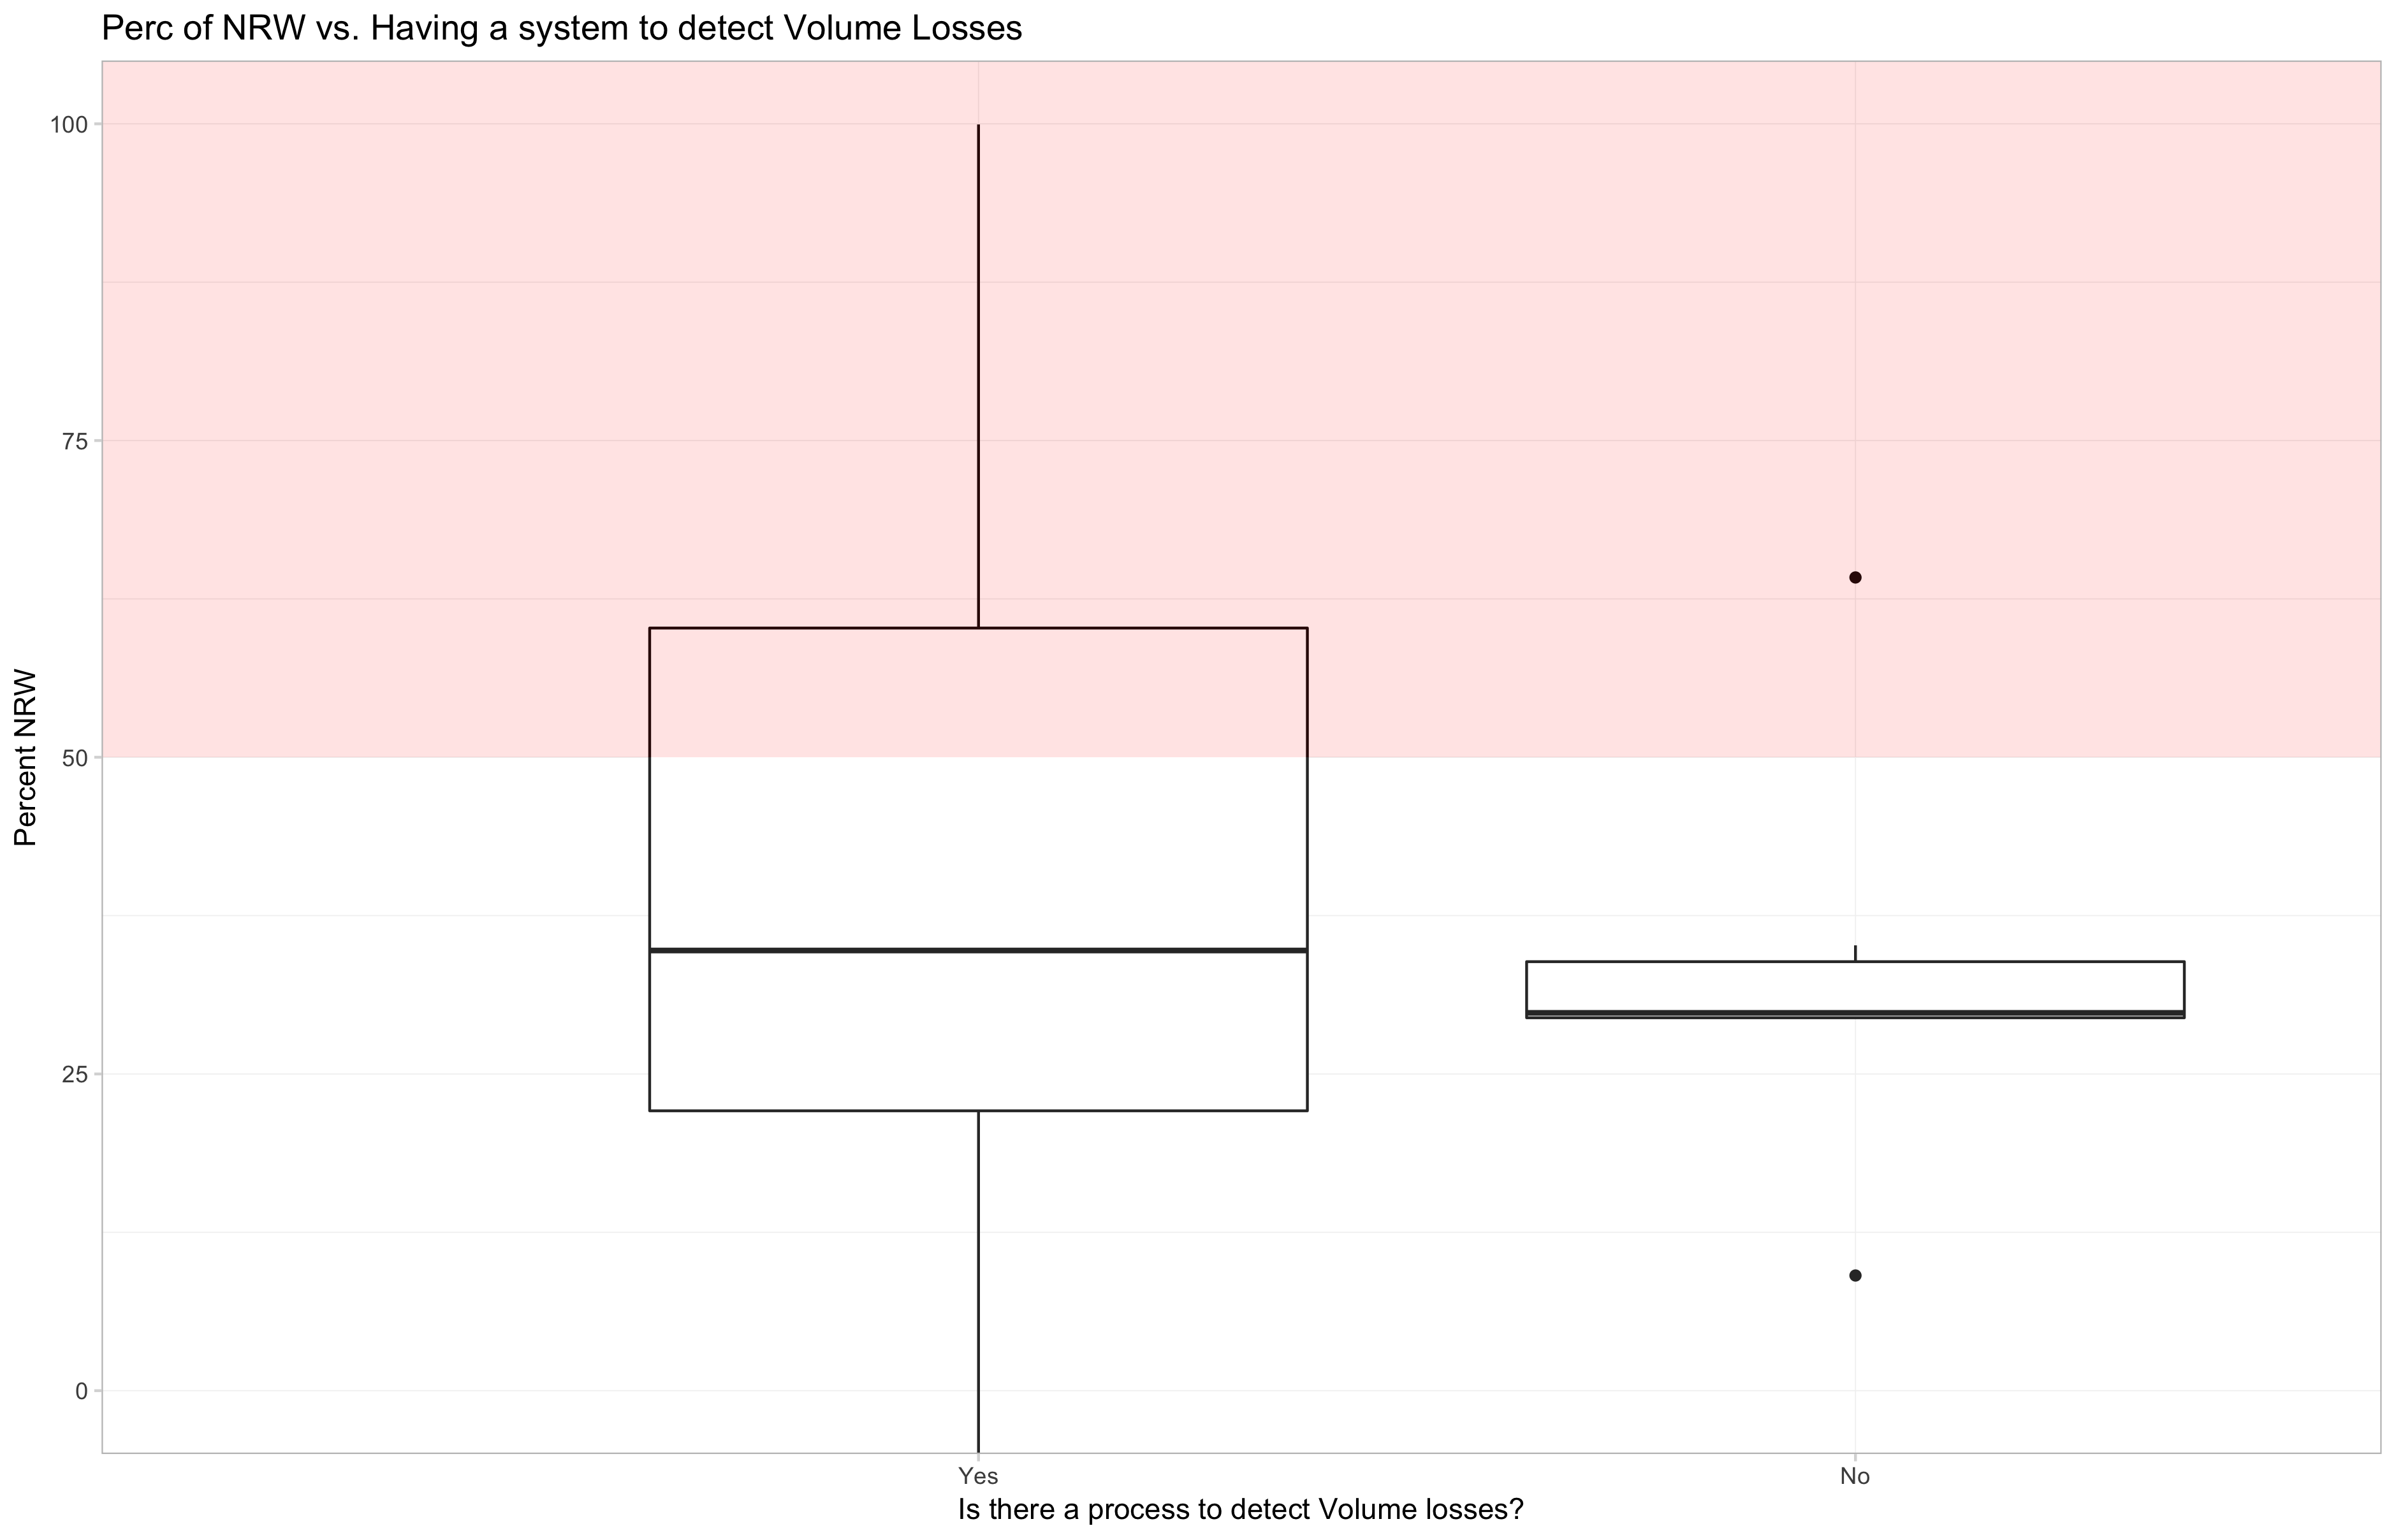 Perc of NRW vs. Having a system to detect Volume Losses
Percent NRW
100
75
50
25
0
Yes
No
Is there a process to detect Volume losses?